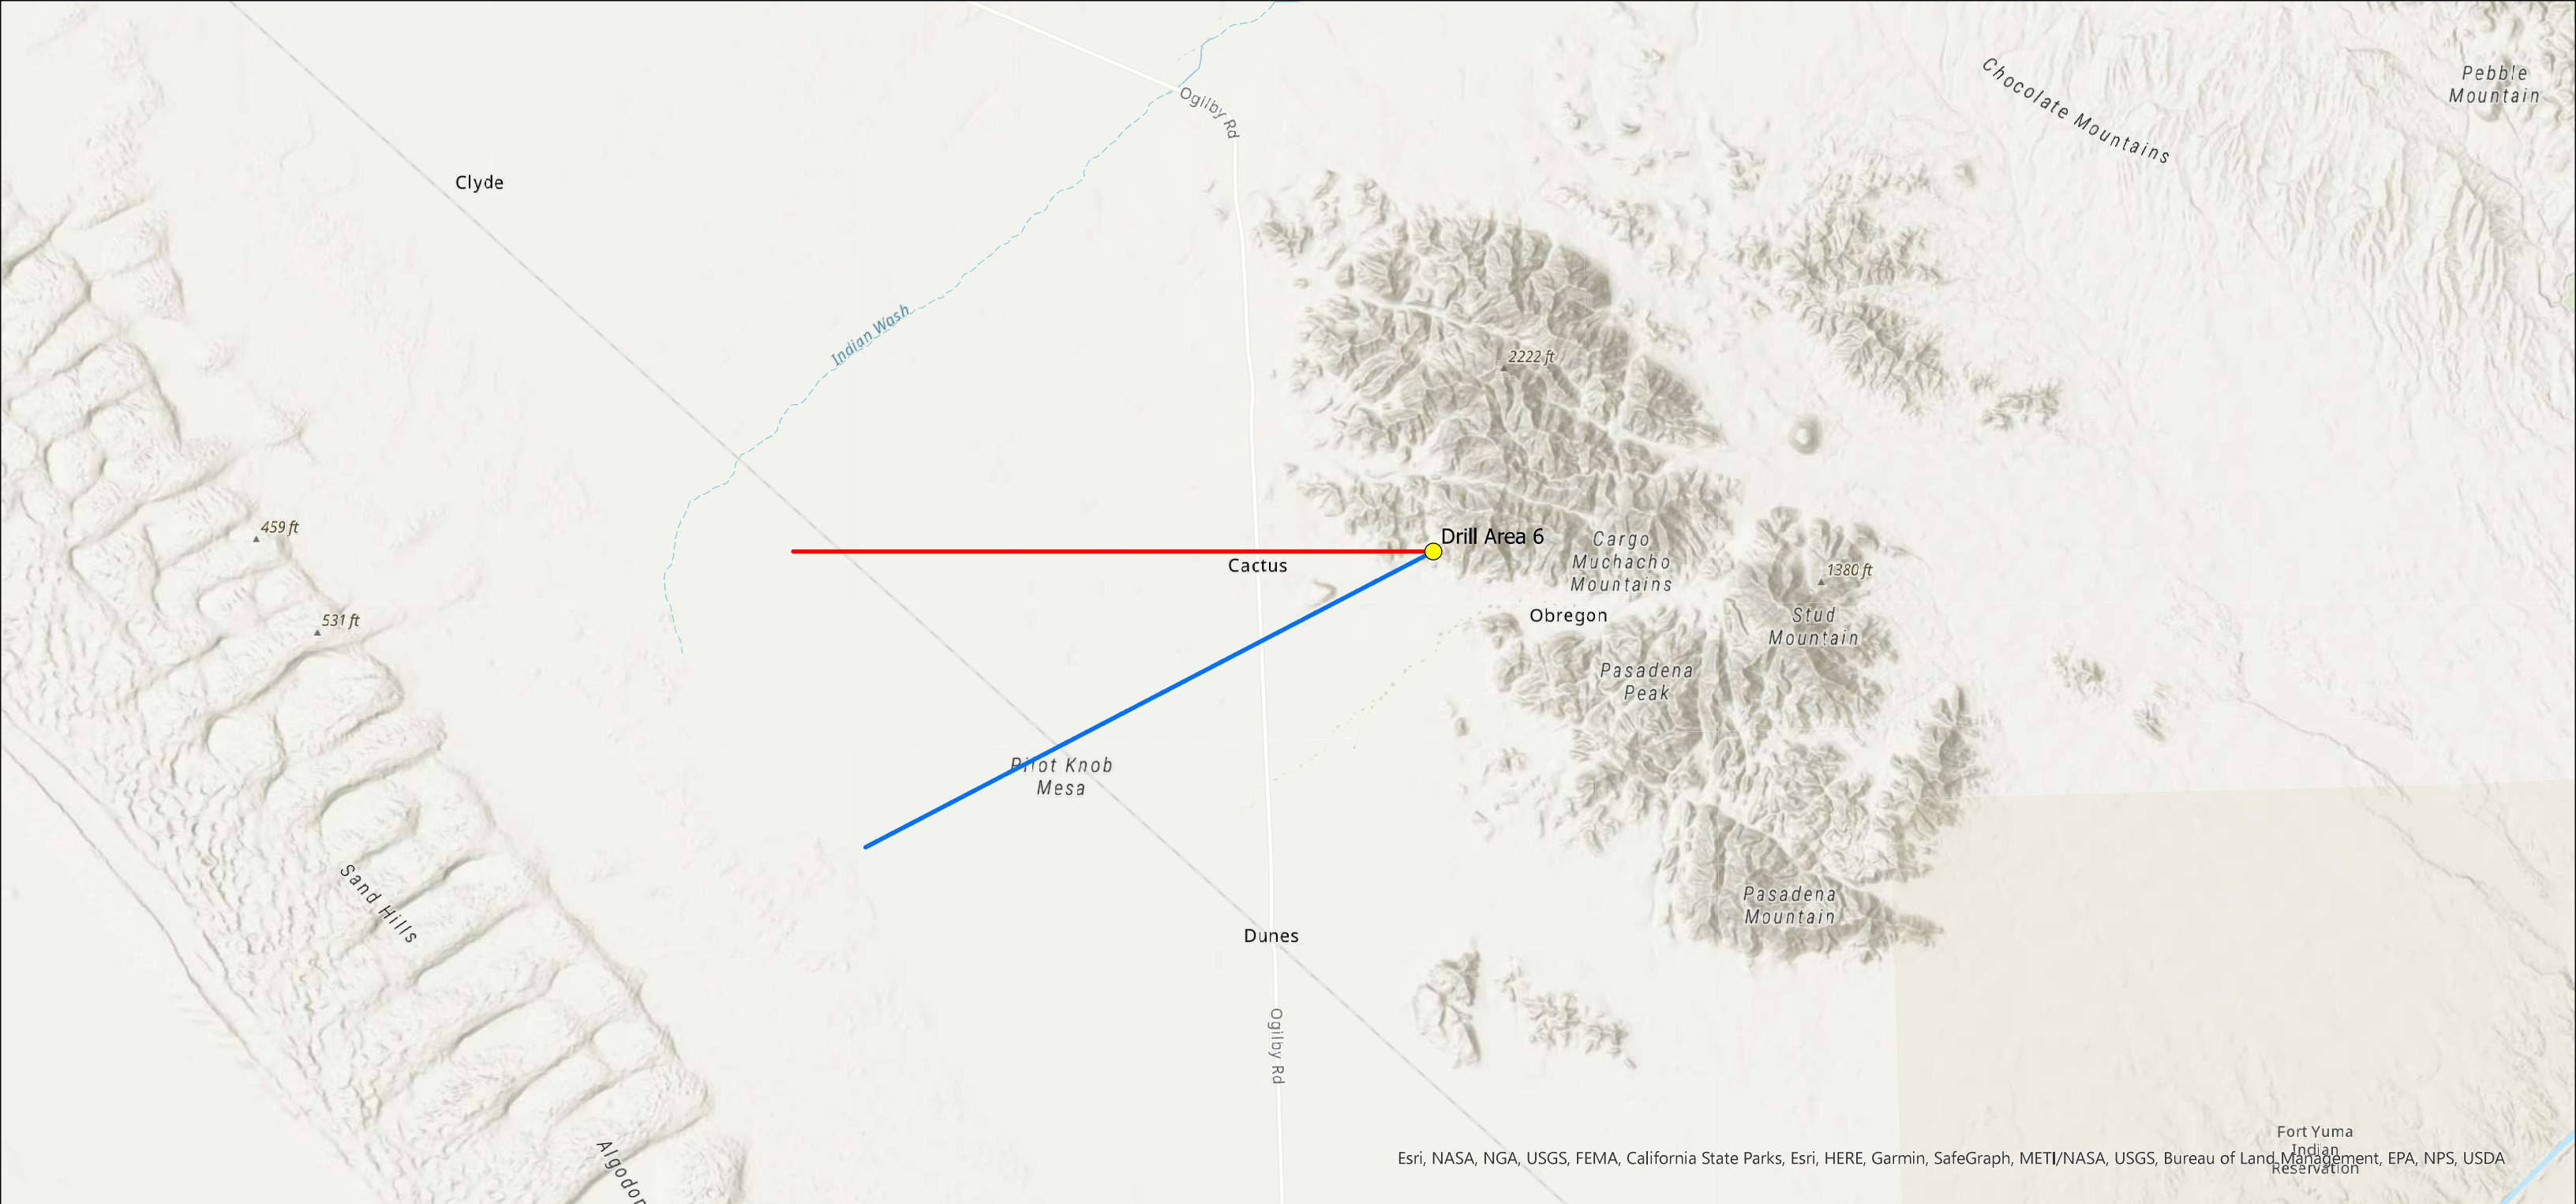 Chocolate Mountains
Pebble
Mountain
Ogilby Rd
Clyde
Indian Wash
2222 ft
459 ft
Drill Area 6
Cargo
Muchacho
Mountains
Cactus
1380 ft
531 ft
Obregon
Stud
Mountain
Pasadena
Peak
Pilot Knob
Mesa
Sand Hills
Pasadena
Mountain
Dunes
Ogilby Rd
Algodon
Fort Yuma
Indian
Reservation
Esri, NASA, NGA, USGS, FEMA, California State Parks, Esri, HERE, Garmin, SafeGraph, METI/NASA, USGS, Bureau of Land Management, EPA, NPS, USDA